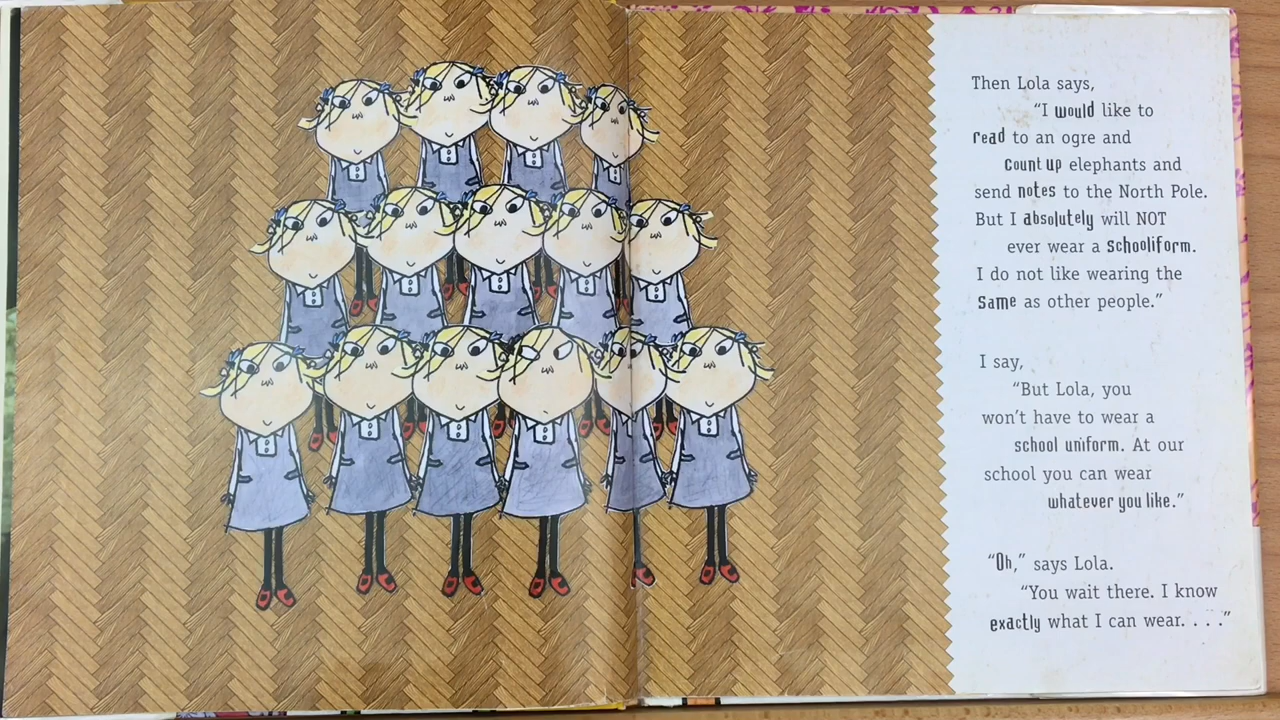 Then Lola says,
“I would like to
read to an ogre and
count up elephants and
send notes to the North Pole.
But I absolutely will NOT
ever wear a schooliform.
I do not like wearing the
same as other people.”
I say,
“But Lola, you
won’t have to wear a
school uniform. At our
school you can wear
whatever you like.”
“Oh,” says Lola.
“You wait there. I know
exactly what I can wear. . . .”